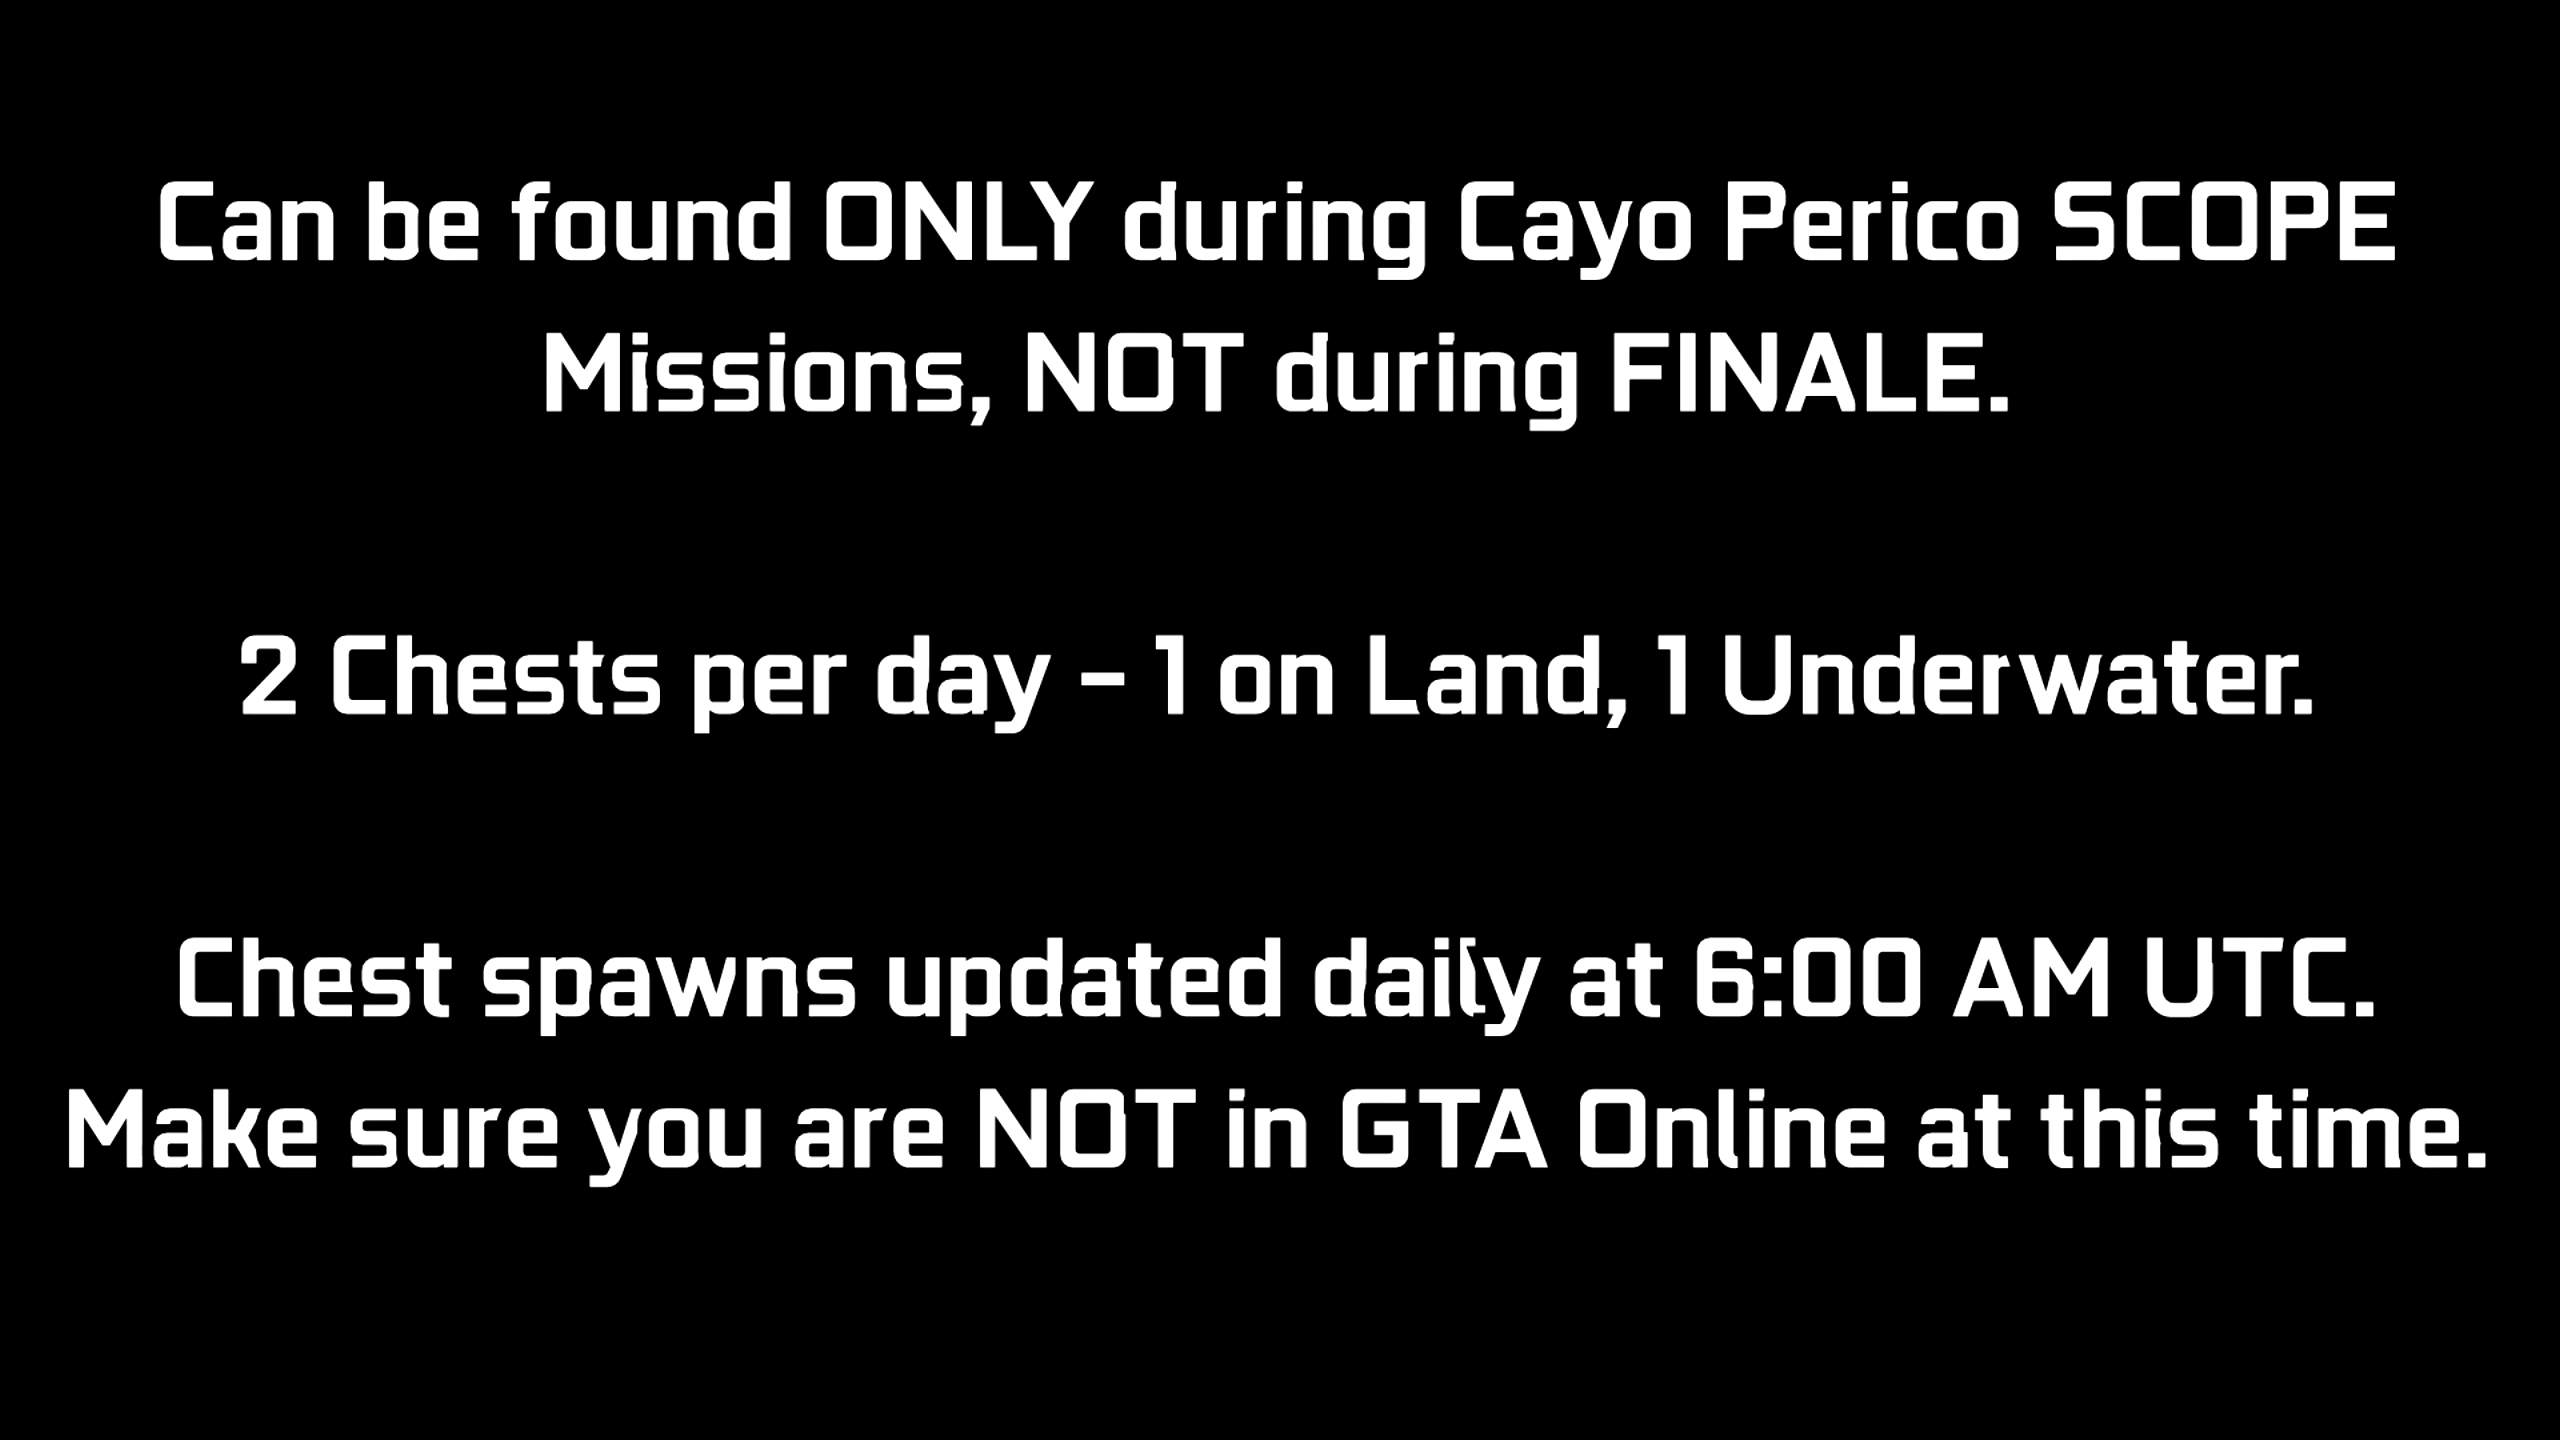 Can be found ONLY during Cayo Perico SCOPE
Missions, NOT during FINALE.
2 Chests per day - 1 on Land, 1 Underwater.
Chest spawns updated daily at 6:00 AM UTC.
Make sure you are NOT in GTA Online at this time.